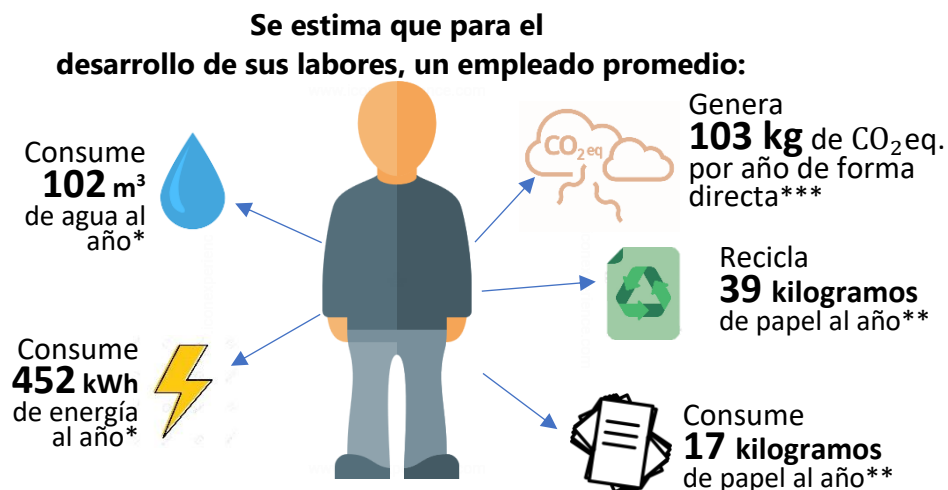 Se estima que para el
desarrollo de sus labores, un empleado promedio:
Consume
102 m³
de agua al
año*
Consume
452 kWh
de energía
al año*
CO₂ eq
Genera
103 kg de CO₂eq.
por año de forma
directa***
Recicla
39 kilogramos
de papel al año**
Consume
17 kilogramos
de papel al año**